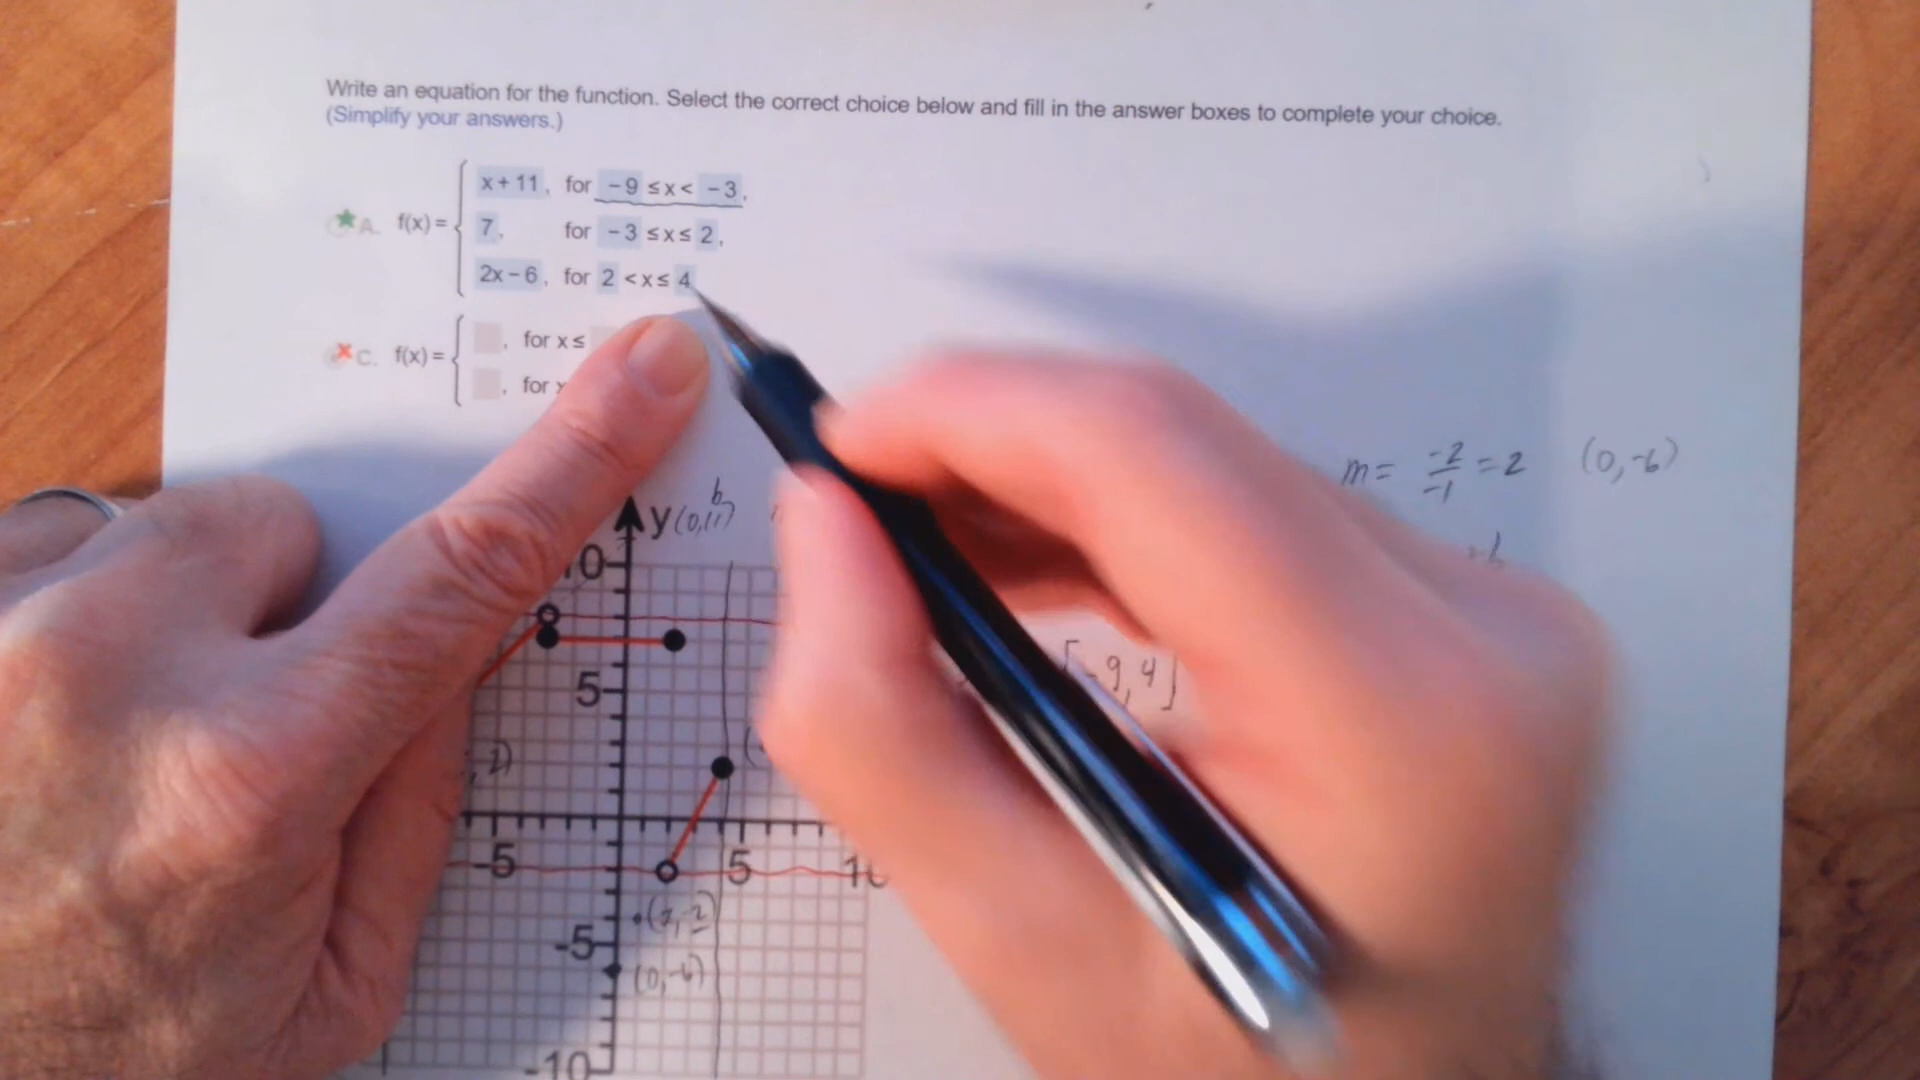 Write an equation for the function. Select the correct choice below and fill in the answer boxes to complete your choice.
(Simplify your answers.)
x + 11, for −9 ≤ x < −3,
A. f(x) = 7, for −3 ≤ x ≤ 2,
2x − 6, for 2 < x ≤ 4
C. f(x) = , for x ≤
, for
m = -2/-1 = 2 (0,-6)
b
y (0,11)
5
9,4]
-5 5
(2,-2)
-5
(0,-6)
-10